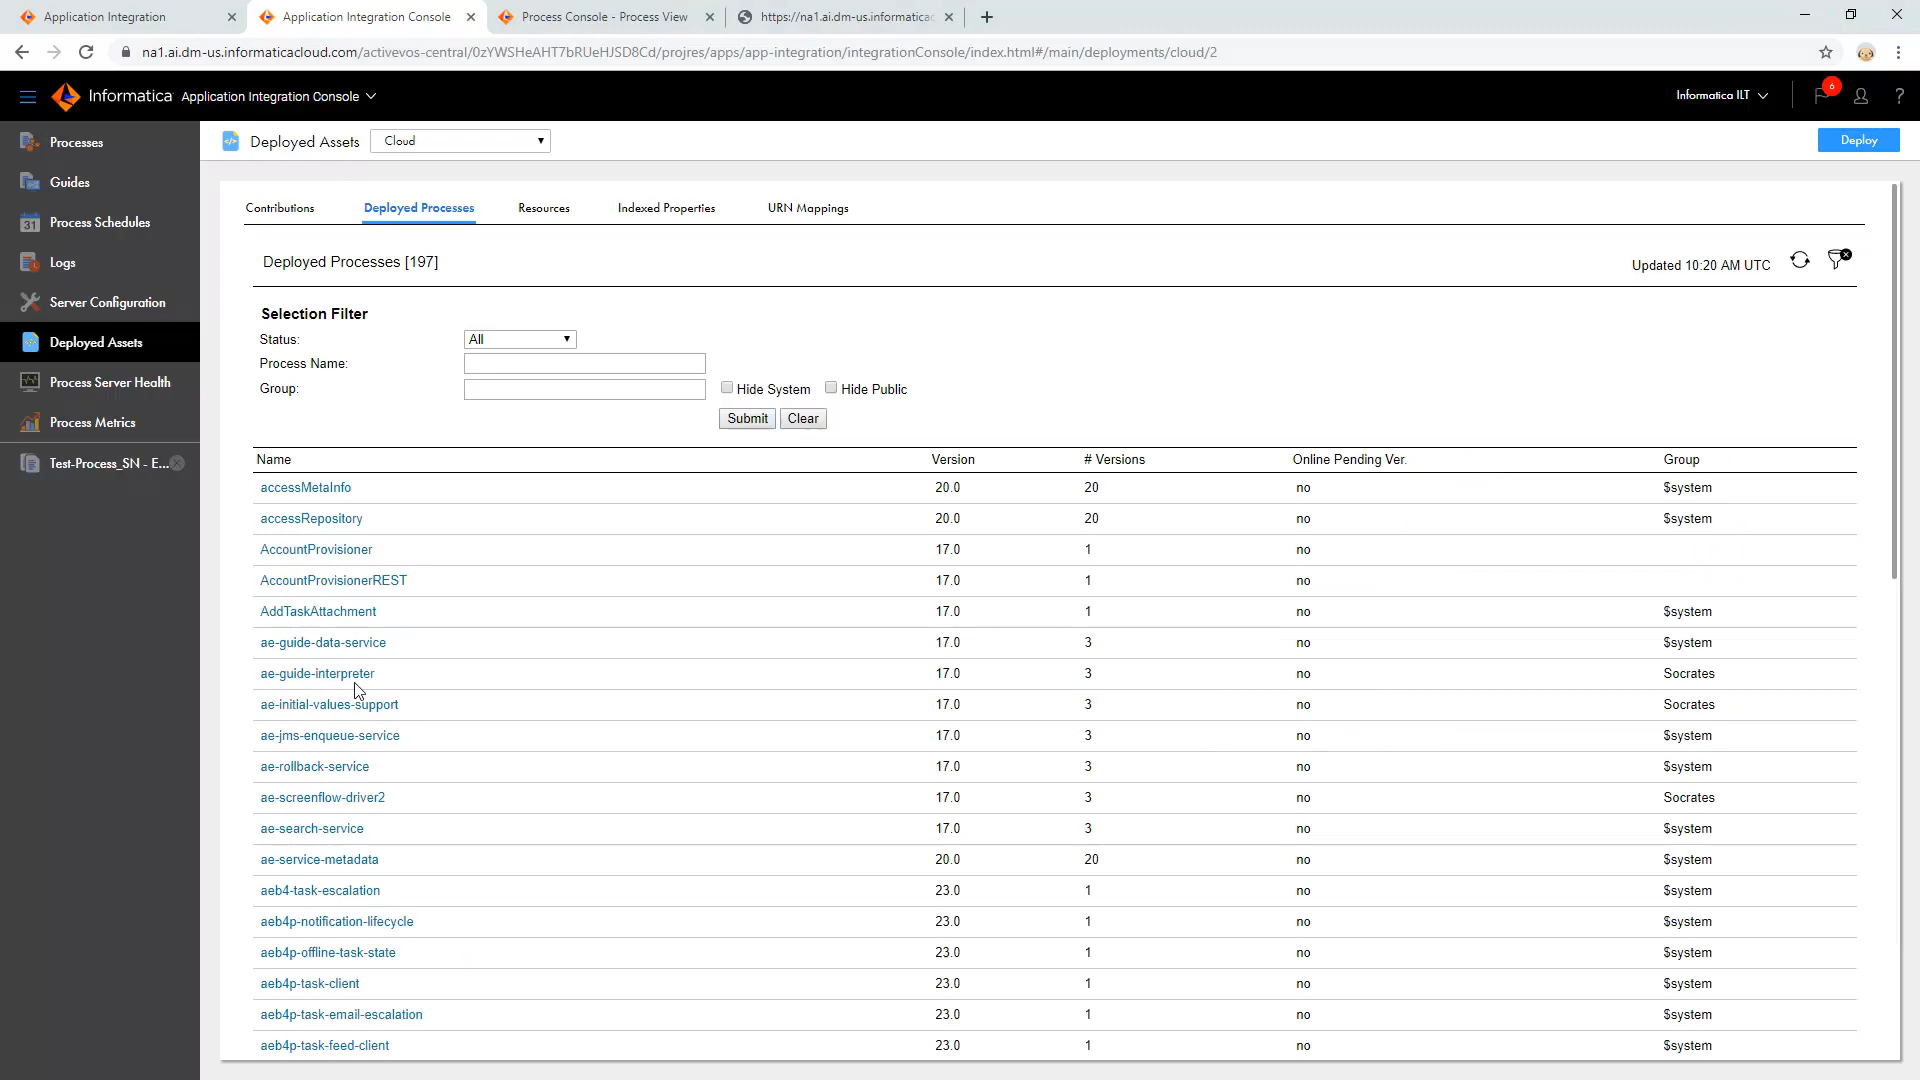 Application Integration
Application Integration Console
Process Console - Process View
https://na1.ai.dm-us.informaticac
na1.ai.dm-us.informaticacloud.com/activevos-central/0zYWSHeAHT7bRUeHJSD8Cd/projres/apps/app-integration/integrationConsole/index.html#/main/deployments/cloud/2
Informatica Application Integration Console
Informatica ILT
6
?
Processes
Guides
31 Process Schedules
Logs
Server Configuration
Deployed Assets
Process Server Health
Process Metrics
Test-Process_SN - E...
Deployed Assets Cloud
Deploy
Contributions Deployed Processes Resources Indexed Properties URN Mappings
Deployed Processes [197]
Updated 10:20 AM UTC
Selection Filter
Status: All
Process Name:
Group: Hide System Hide Public
Submit Clear
Name Version # Versions Online Pending Ver. Group
accessMetaInfo 20.0 20 no $system
accessRepository 20.0 20 no $system
AccountProvisioner 17.0 1 no
AccountProvisionerREST 17.0 1 no
AddTaskAttachment 17.0 1 no $system
ae-guide-data-service 17.0 3 no $system
ae-guide-interpreter 17.0 3 no Socrates
ae-initial-values-support 17.0 3 no Socrates
ae-jms-enqueue-service 17.0 3 no $system
ae-rollback-service 17.0 3 no $system
ae-screenflow-driver2 17.0 3 no Socrates
ae-search-service 17.0 3 no $system
ae-service-metadata 20.0 20 no $system
aeb4-task-escalation 23.0 1 no $system
aeb4p-notification-lifecycle 23.0 1 no $system
aeb4p-offline-task-state 23.0 1 no $system
aeb4p-task-client 23.0 1 no $system
aeb4p-task-email-escalation 23.0 1 no $system
aeb4p-task-feed-client 23.0 1 no $system